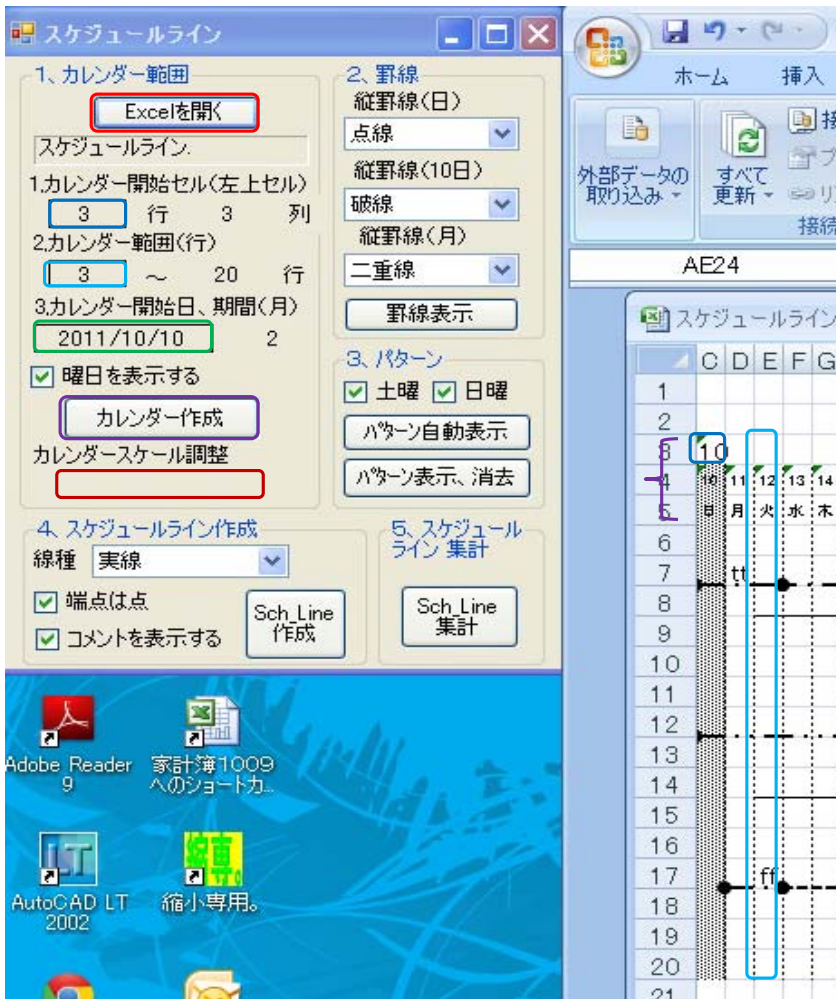 スケジュールライン
1、カレンダー範囲
Excelを開く
スケジュールライン.
1.カレンダー開始セル(左上セル)
3 行 3 列
2.カレンダー範囲(行)
3 ～ 20 行
3.カレンダー開始日、期間(月)
2011/10/10 2
曜日を表示する
カレンダー作成
カレンダースケール調整
2、罫線
縦罫線(日)
点線
縦罫線(10日)
破線
縦罫線(月)
二重線
罫線表示
3、パターン
土曜 日曜
パターン自動表示
パターン表示、消去
4、スケジュールライン作成
線種 実線
端点は点
コメントを表示する
Sch_Line
作成
5、スケジュール
ライン 集計
Sch_Line
集計
Adobe Reader
9
家計簿1009
へのショートカ...
AutoCAD LT
2002
縮小専用。
ホーム 挿入
外部データの
取り込み
すべて
更新
接続
AE24
スケジュールライン
C D E F G
1
2
3 10
4 10 11 12 13 14
5 日 月 火 水 木
6
7 tt
8
9
10
11
12
13
14
15
16
17 ff
18
19
20
21